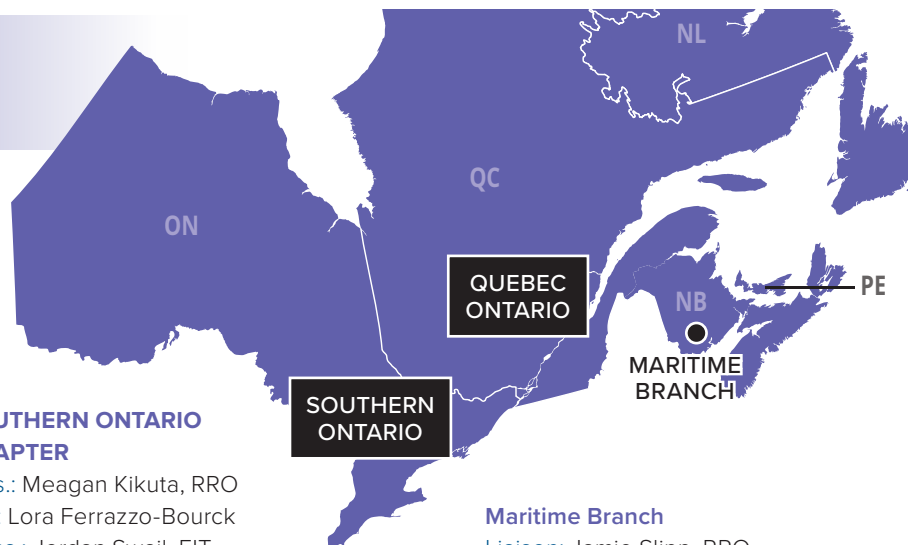 NL
QC
ON
QUEBEC
ONTARIO
PE
NB
MARITIME
BRANCH
SOUTHERN
ONTARIO
UTHERN ONTARIO
APTER
s.: Meagan Kikuta, RRO
: Lora Ferrazzo-Bourck
Maritime Branch